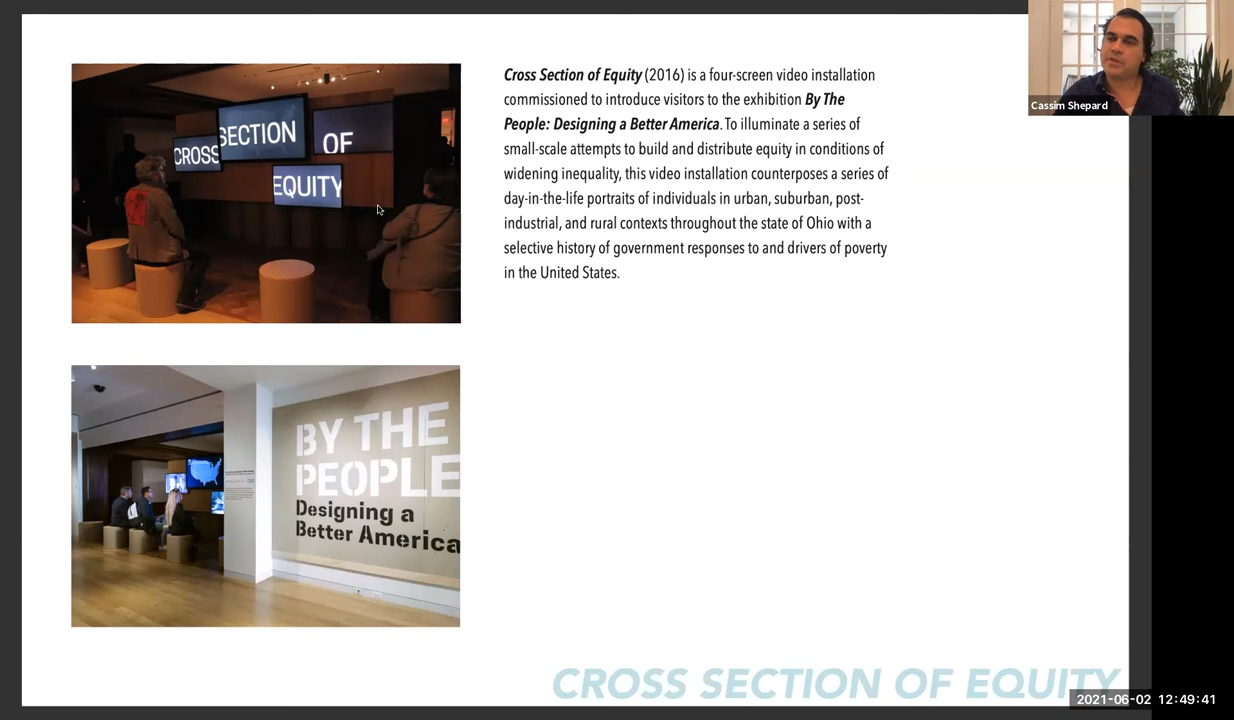 CROSS
SECTION
OF
EQUITY
Cross Section of Equity (2016) is a four-screen video installation
commissioned to introduce visitors to the exhibition By The
People: Designing a Better America. To illuminate a series of
small-scale attempts to build and distribute equity in conditions of
widening inequality, this video installation counterposes a series of
day-in-the-life portraits of individuals in urban, suburban, post-
industrial, and rural contexts throughout the state of Ohio with a
selective history of government responses to and drivers of poverty
in the United States.
Cassim Shepard
BY THE
PEOPLE
Designing a
Better America
CROSS SECTION OF EQUITY
2021-06-02 12:49:41